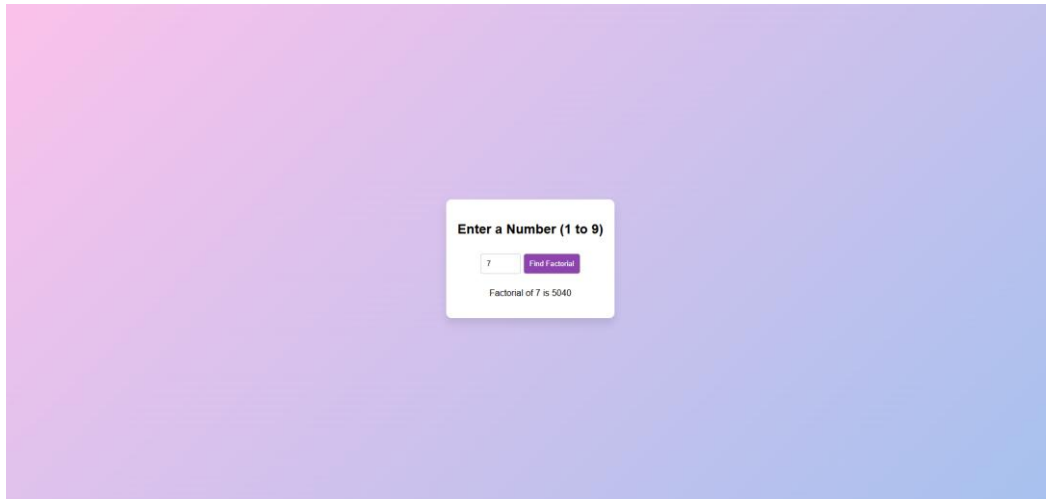 Enter a Number (1 to 9)
7 Find Factorial
Factorial of 7 is 5040